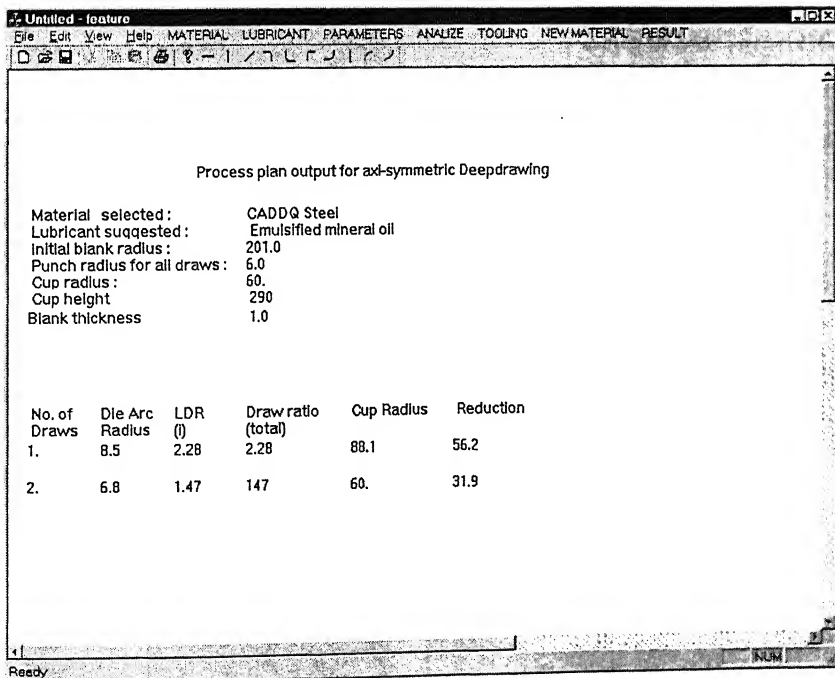 Untitled - feature
File Edit View Help MATERIAL LUBRICANT PARAMETERS ANALIZE TOOLING NEW MATERIAL RESULT
Process plan output for axi-symmetric Deepdrawing
Material selected : CADDQ Steel
Lubricant suggested : Emulsified mineral oil
Initial blank radius : 201.0
Punch radius for all draws : 6.0
Cup radius : 60.
Cup height 290
Blank thickness 1.0
No. of Die Arc LDR Draw ratio Cup Radius Reduction
Draws Radius (i) (total)
1. 8.5 2.28 2.28 88.1 56.2
2. 6.8 1.47 147 60. 31.9
Ready NUM